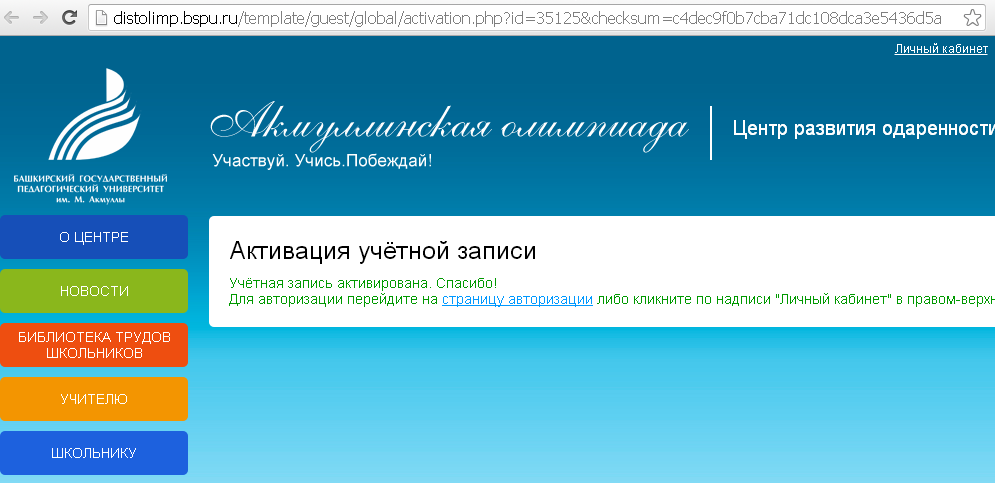 distolimp.bspu.ru/template/guest/global/activation.php?id=35125&checksum=c4dec9f0b7cba71dc108dca3e5436d5a
Личный кабинет
Акмуллинская олимпиада
Участвуй. Учись.Побеждай!
Центр развития одаренности
БАШКИРСКИЙ ГОСУДАРСТВЕННЫЙ
ПЕДАГОГИЧЕСКИЙ УНИВЕРСИТЕТ
им. М. Акмуллы
О ЦЕНТРЕ
НОВОСТИ
БИБЛИОТЕКА ТРУДОВ
ШКОЛЬНИКОВ
УЧИТЕЛЮ
ШКОЛЬНИКУ
Активация учётной записи
Учётная запись активирована. Спасибо!
Для авторизации перейдите на страницу авторизации либо кликните по надписи "Личный кабинет" в правом-верхн